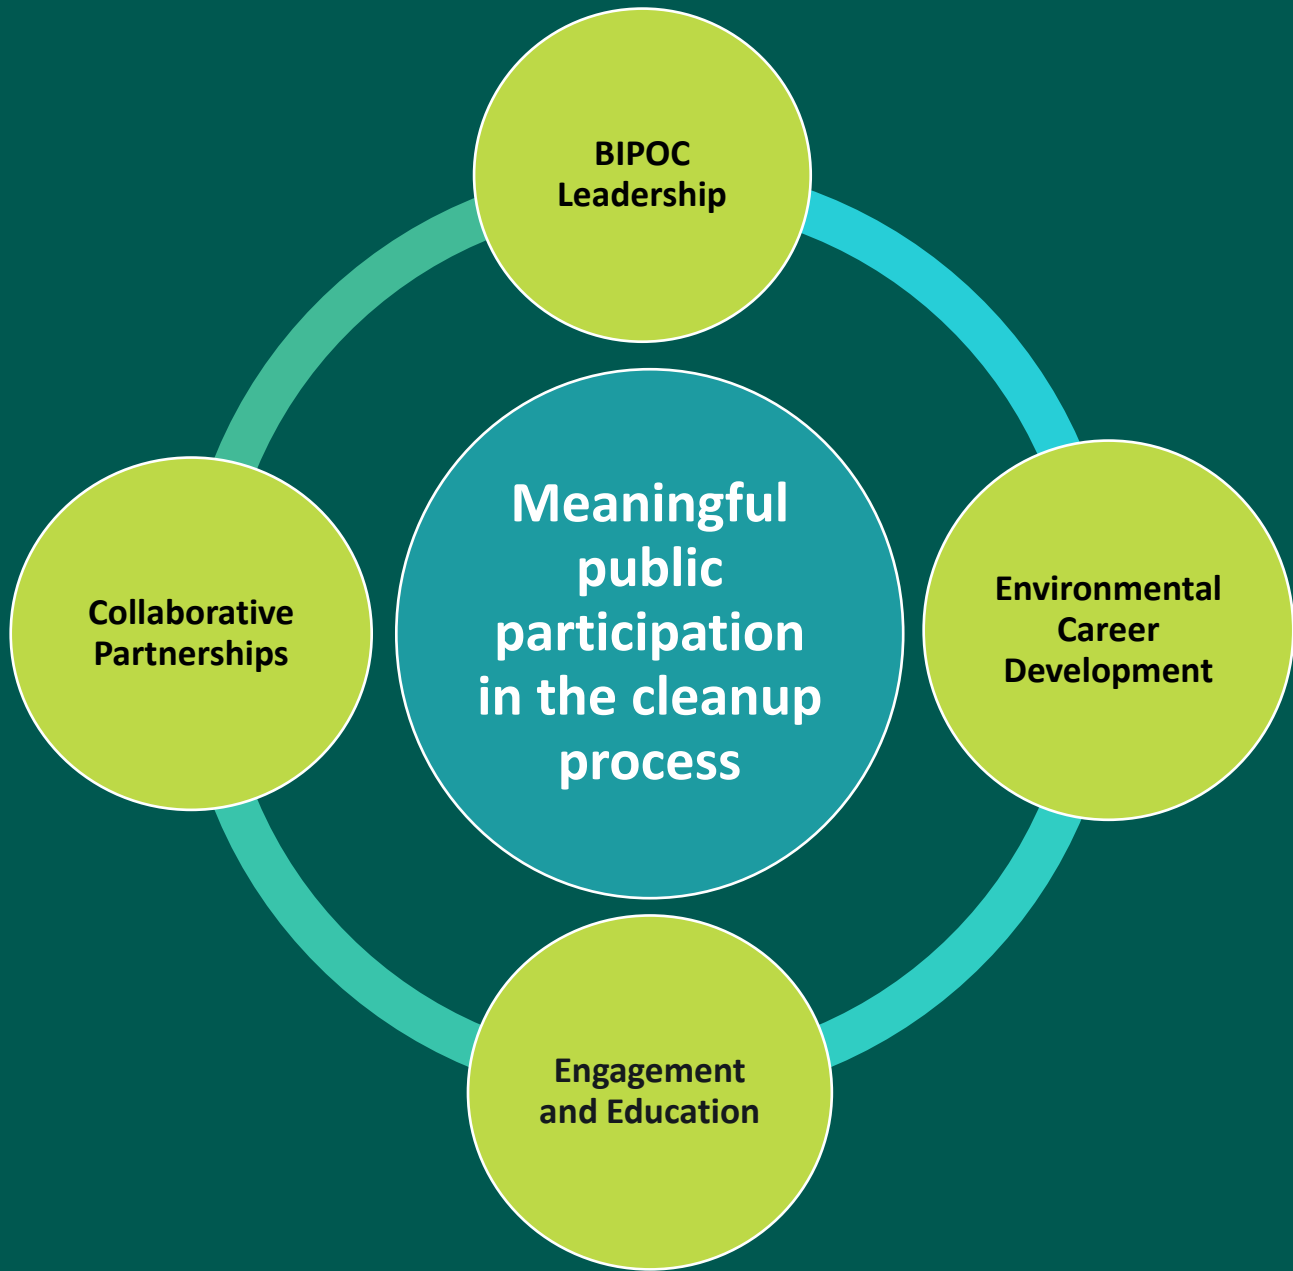 BIPOC
Leadership
Meaningful
public
participation
in the cleanup
process
Environmental
Career
Development
Collaborative
Partnerships
Engagement
and Education